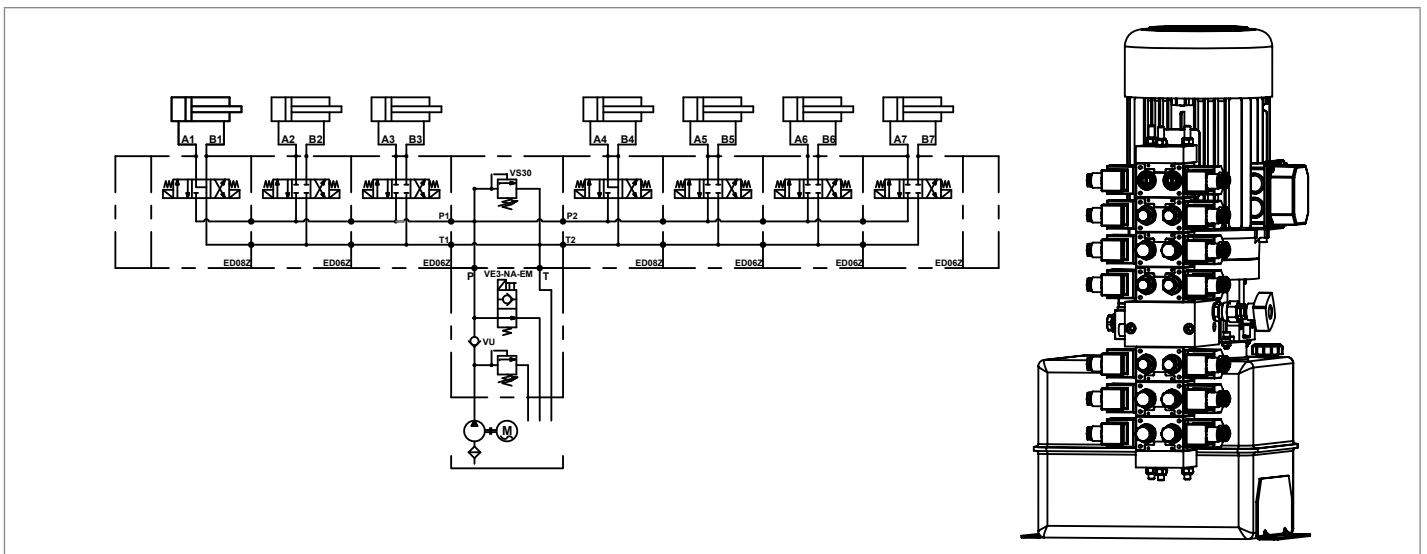 A1 B1 A2 B2 A3 B3 A4 B4 A5 B5 A6 B6 A7 B7
VS30
P1 P2
T1 T2
ED08Z ED06Z ED06Z ED08Z ED06Z ED06Z ED06Z
P VE3-NA-EM T
VU
M